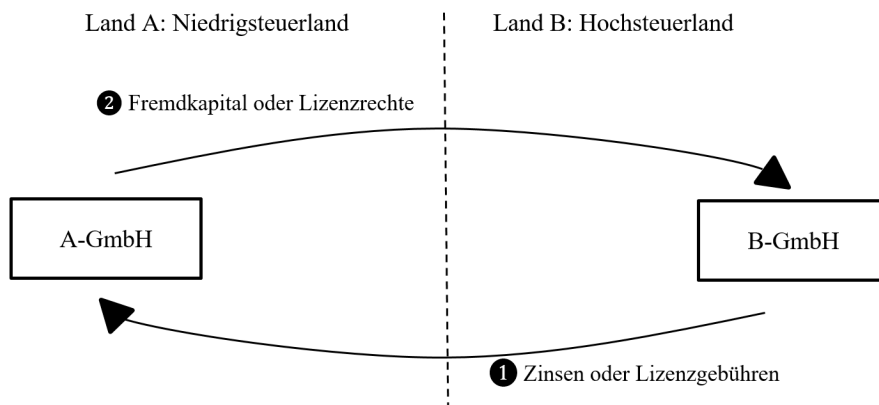 Land A: Niedrigsteuerland
Land B: Hochsteuerland
❷ Fremdkapital oder Lizenzrechte
A-GmbH
B-GmbH
❶ Zinsen oder Lizenzgebühren